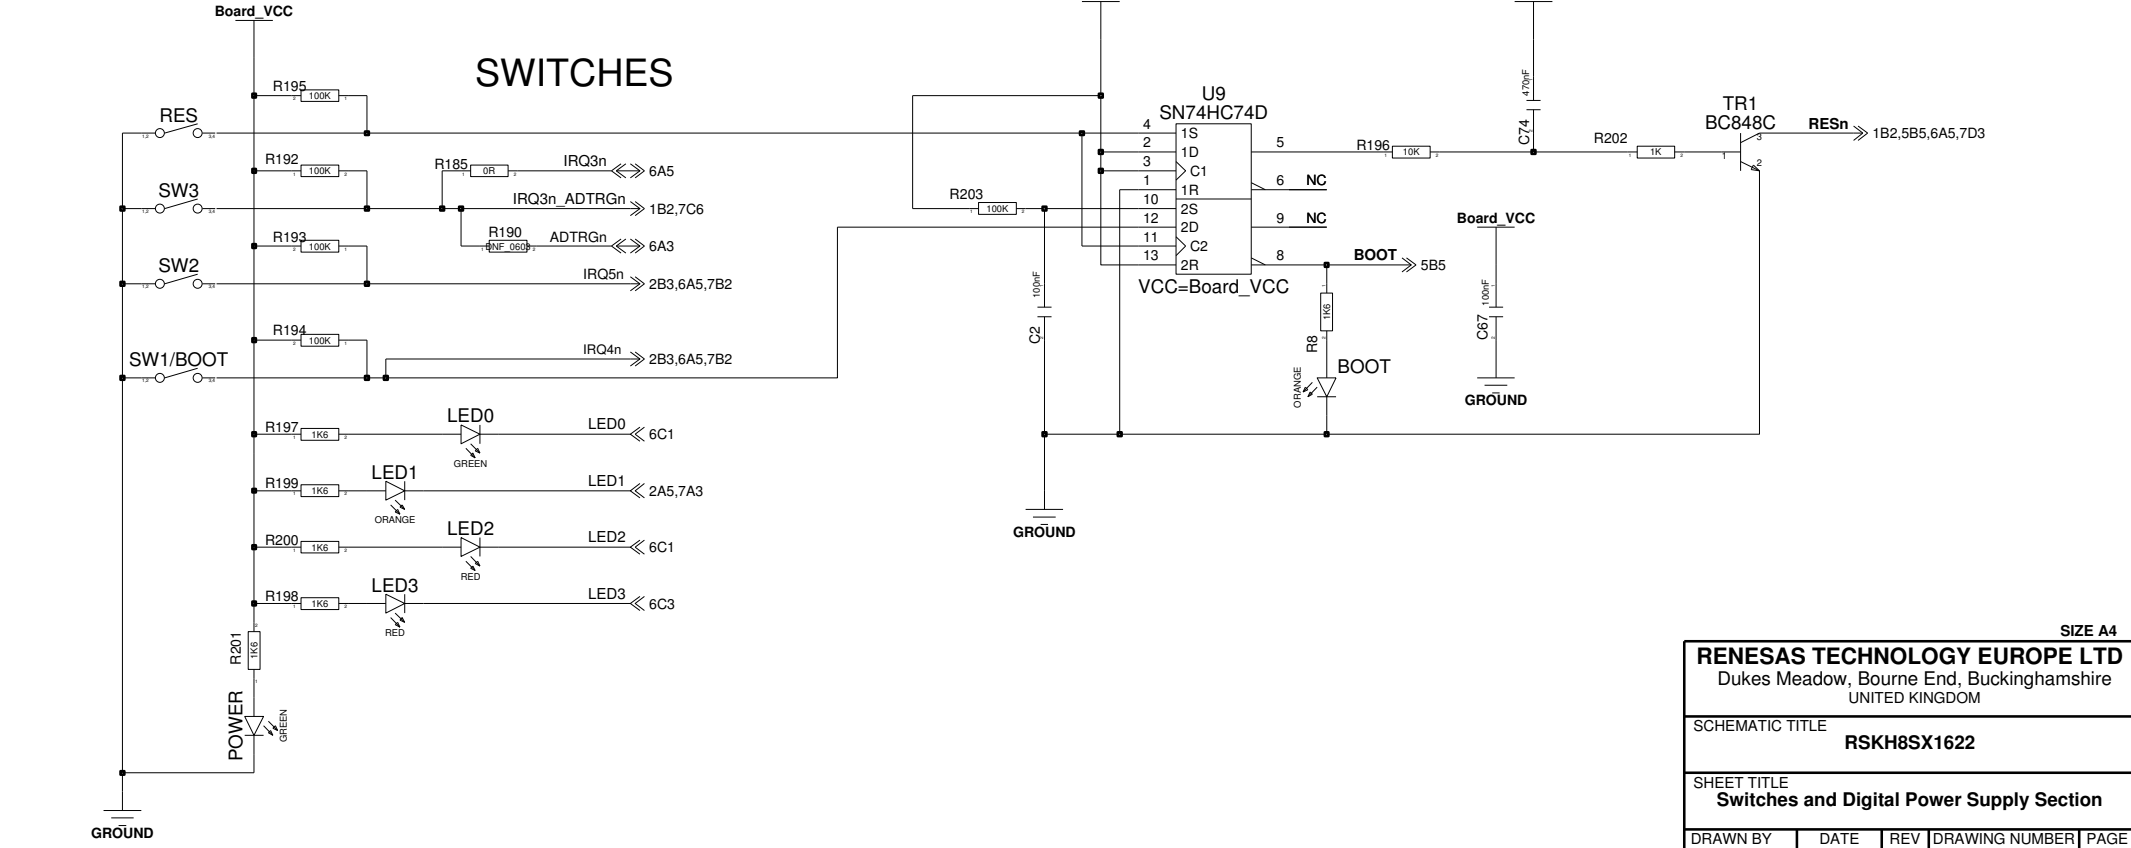 Board_VCC
SWITCHES
R195
100K
RES
R192
100K
R185
0R
IRQ3n
6A5
SW3
IRQ3n_ADTRGn
1B2,7C6
R193
100K
R190
DNF_0603
ADTRGn
6A3
SW2
IRQ5n
2B3,6A5,7B2
R194
100K
SW1/BOOT
IRQ4n
2B3,6A5,7B2
R197
1K6
LED0
GREEN
LED0
6C1
R199
1K6
LED1
ORANGE
LED1
2A5,7A3
R200
1K6
LED2
RED
LED2
6C1
R198
1K6
LED3
RED
LED3
6C3
R201
1K6
POWER
GREEN
GROUND
U9
SN74HC74D
4 1S
2 1D
3 C1
1 1R
10 2S
12 2D
11 C2
13 2R
5
6 NC
9 NC
8
VCC=Board_VCC
R203
100K
100nF
C2
GROUND
R196
10K
470nF
C74
R202
1K
TR1
BC848C
1
2
3
RESn
1B2,5B5,6A5,7D3
BOOT
5B5
1K6
R8
BOOT
ORANGE
Board_VCC
100nF
C67
GROUND
SIZE A4
RENESAS TECHNOLOGY EUROPE LTD
Dukes Meadow, Bourne End, Buckinghamshire
UNITED KINGDOM
SCHEMATIC TITLE
RSKH8SX1622
SHEET TITLE
Switches and Digital Power Supply Section
DRAWN BY DATE REV DRAWING NUMBER PAGE